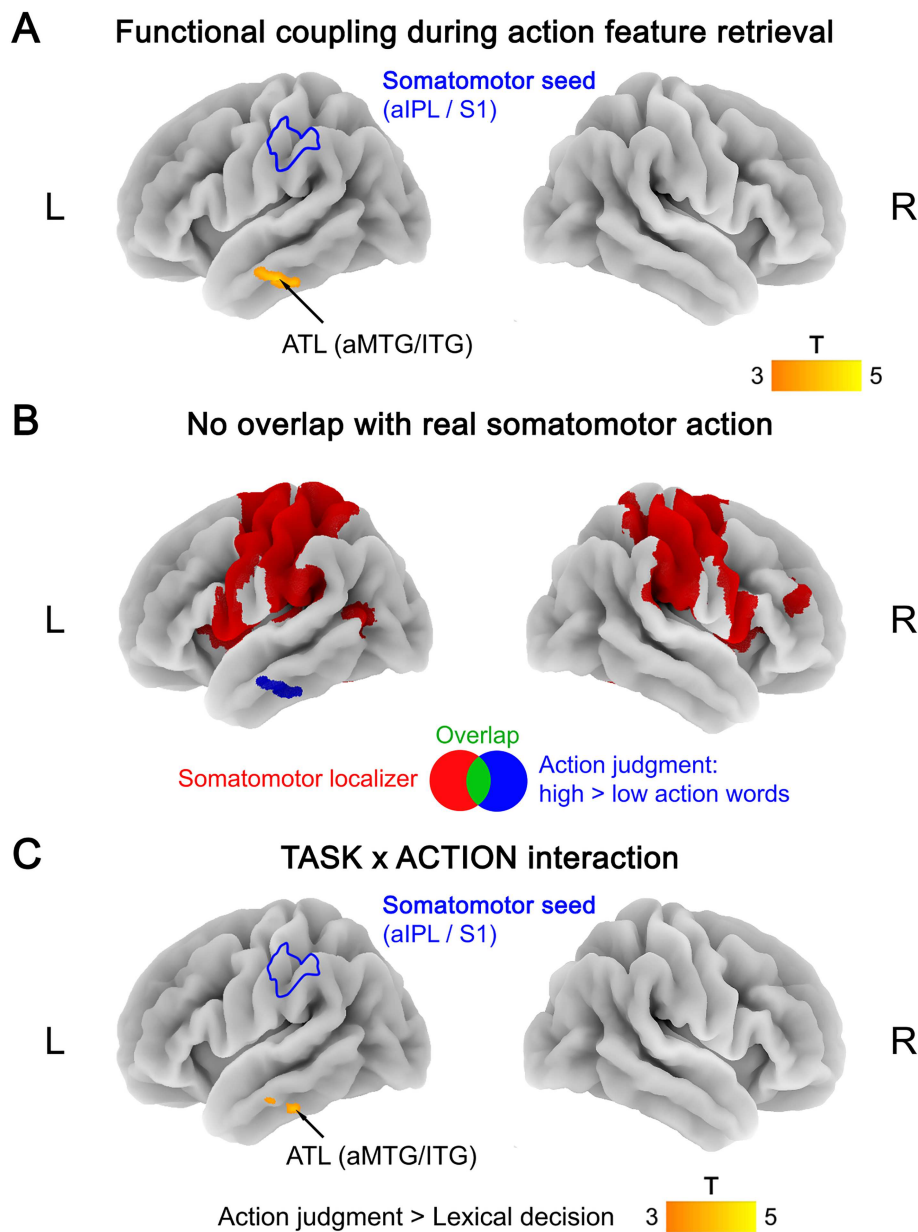 A Functional coupling during action feature retrieval
Somatomotor seed
(aIPL / S1)
L
R
ATL (aMTG/ITG)
T
3 5
B No overlap with real somatomotor action
L
R
Overlap
Somatomotor localizer
Action judgment:
high > low action words
C TASK x ACTION interaction
Somatomotor seed
(aIPL / S1)
L
R
ATL (aMTG/ITG)
Action judgment > Lexical decision
T
3 5